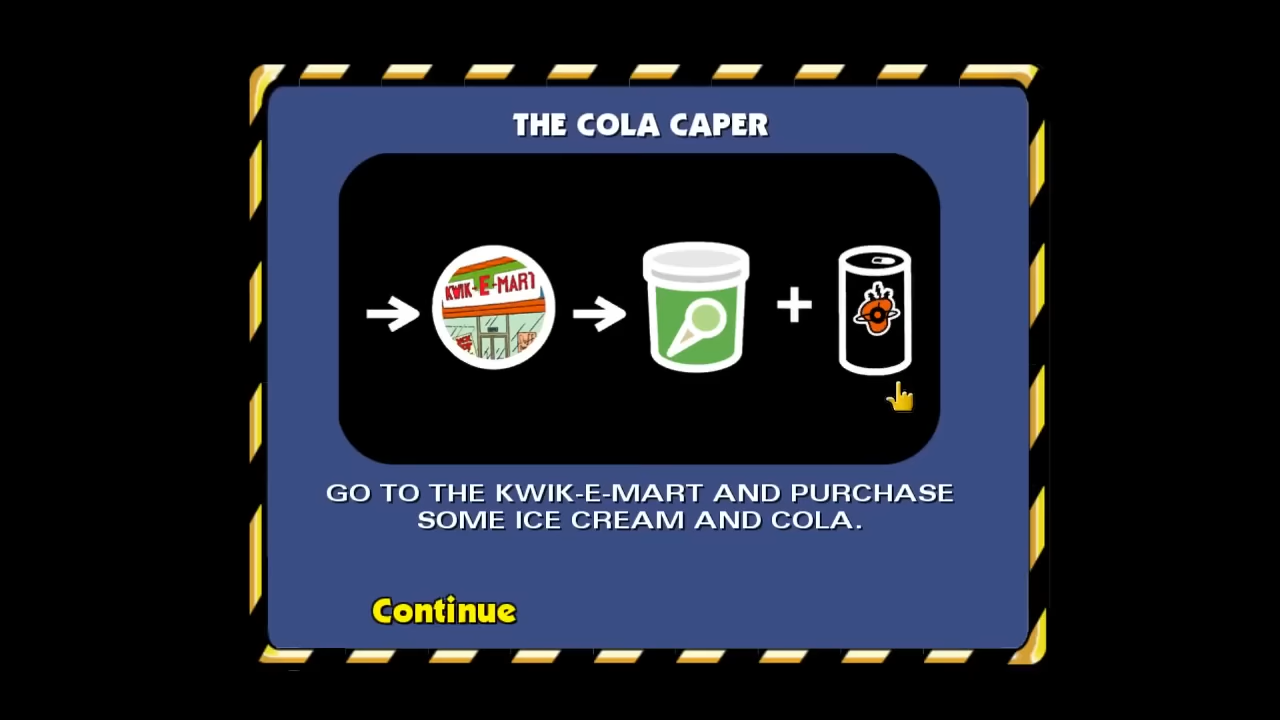 THE COLA CAPER
KWIK-E-MART
GO TO THE KWIK-E-MART AND PURCHASE
SOME ICE CREAM AND COLA.
Continue